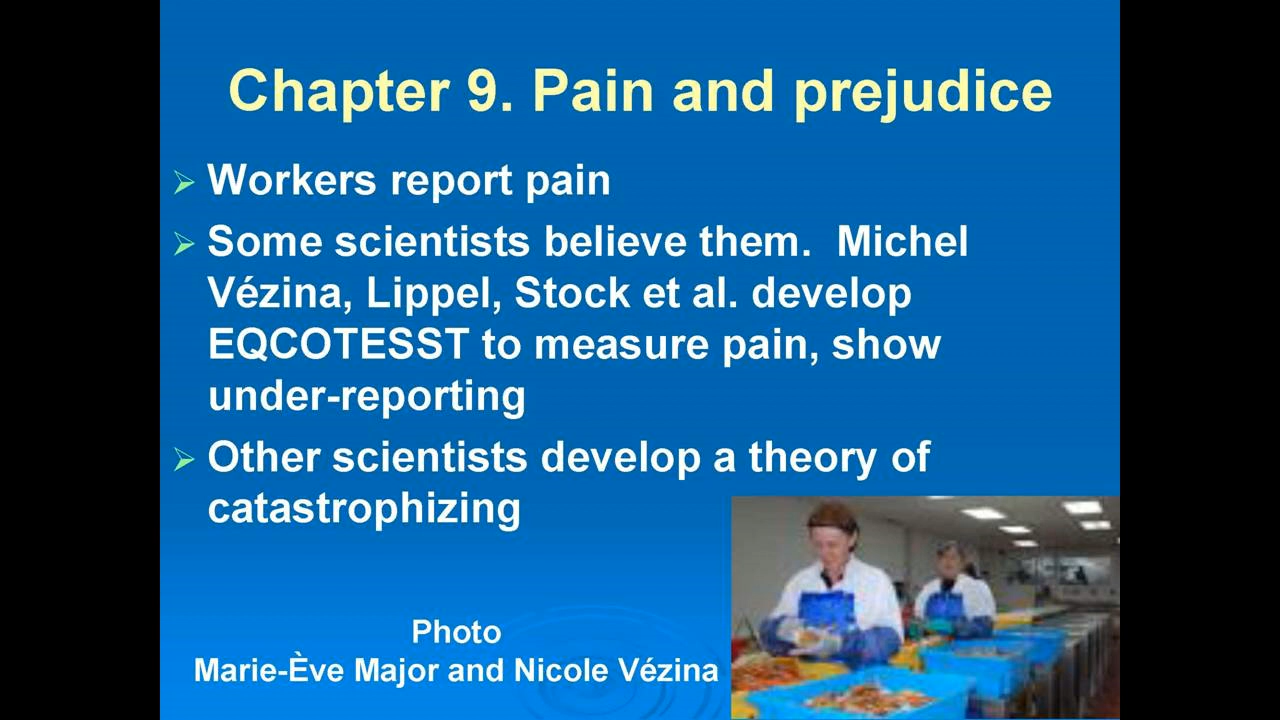 Chapter 9. Pain and prejudice
Workers report pain
Some scientists believe them.  Michel
Vézina, Lippel, Stock et al. develop
EQCOTESST to measure pain, show
under-reporting
Other scientists develop a theory of
catastrophizing
Photo
Marie-Ève Major and Nicole Vézina